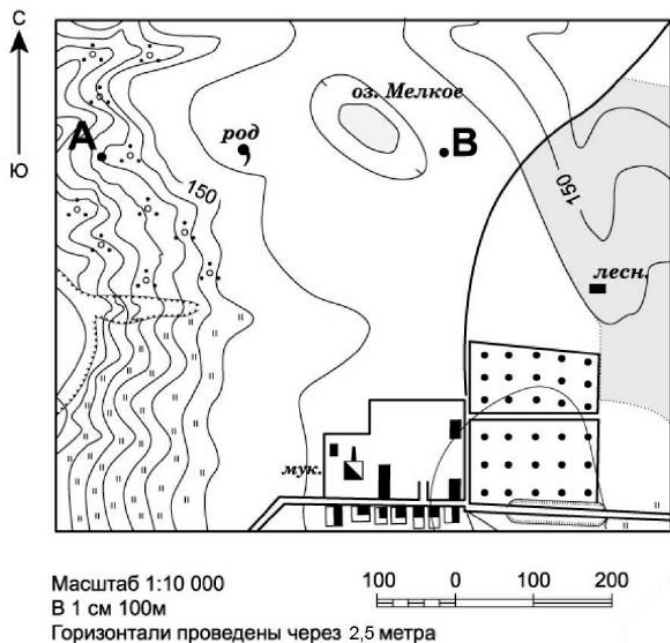 С
Ю
А
род
оз. Мелкое
В
150
150
лесн.
мук.
Масштаб 1:10 000
В 1 см 100м
100 0 100 200
Горизонтали проведены через 2,5 метра